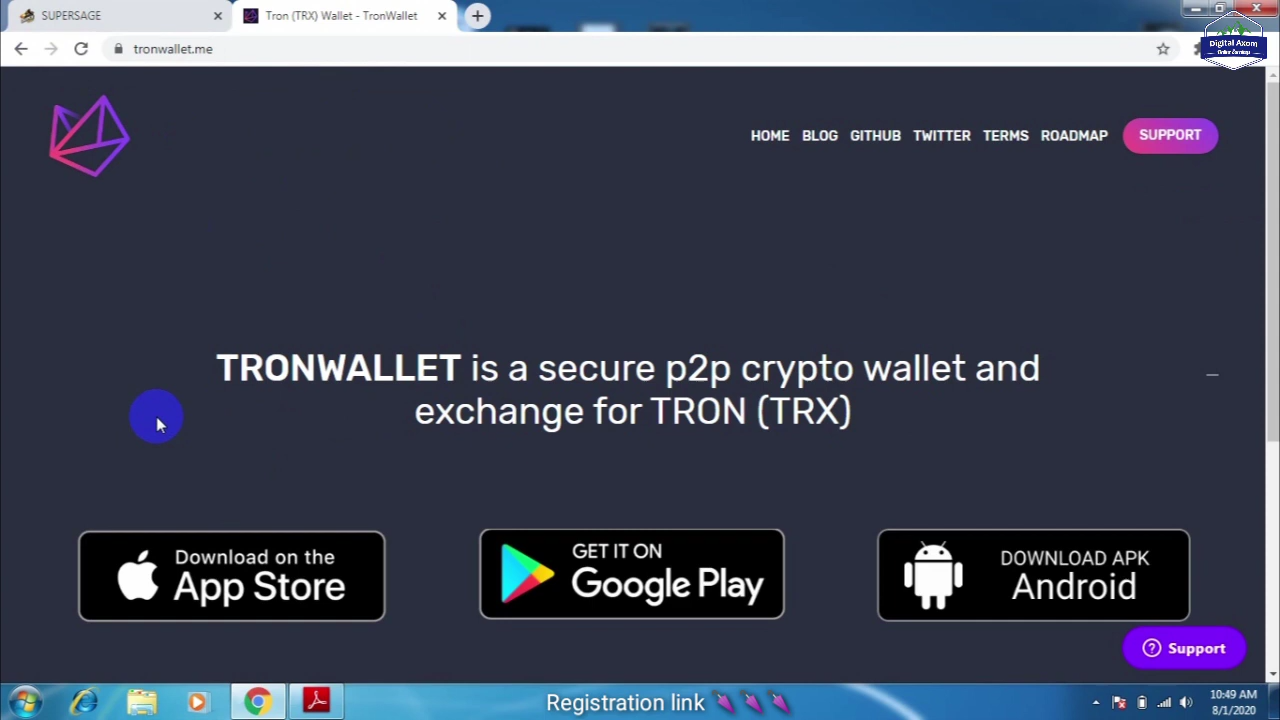 SUPERSAGE
Tron (TRX) Wallet - TronWallet
tronwallet.me
Digital Axom
HOME BLOG GITHUB TWITTER TERMS ROADMAP SUPPORT
TRONWALLET is a secure p2p crypto wallet and
exchange for TRON (TRX)
Download on the
App Store
GET IT ON
Google Play
DOWNLOAD APK
Android
Support
Registration link
10:49 AM
8/1/2020